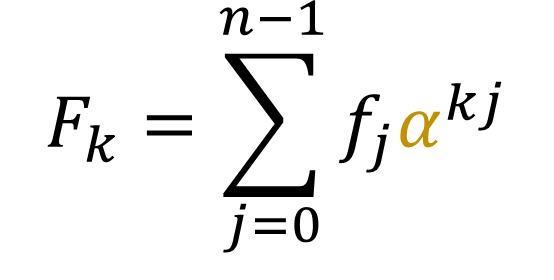 F_k = \sum_{j=0}^{n-1} f_j α^{kj}